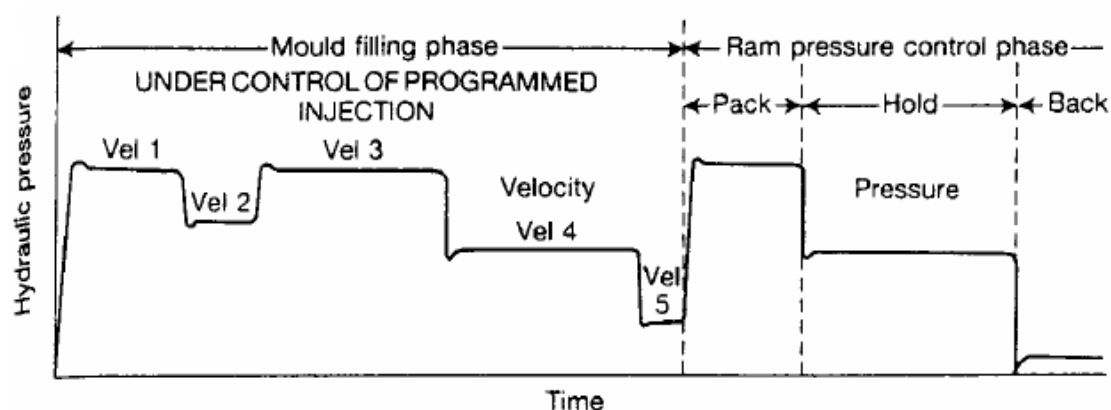 Mould filling phase
Ram pressure control phase
UNDER CONTROL OF PROGRAMMED
INJECTION
Pack
Hold
Back
Vel 1
Vel 2
Vel 3
Velocity
Vel 4
Vel
5
Pressure
Hydraulic pressure
Time